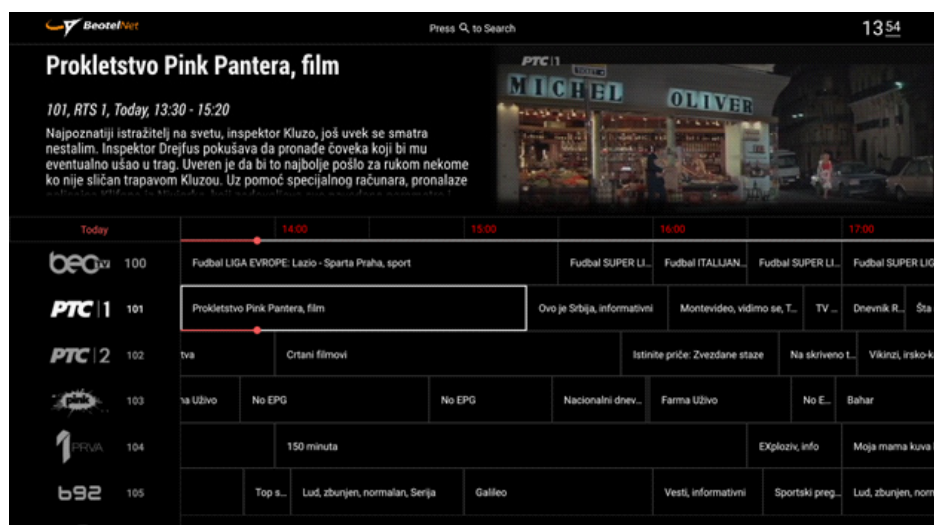 BeotelNet
Press to Search
13 54
Prokletstvo Pink Pantera, film
101, RTS 1, Today, 13:30 - 15:20
Najpoznatiji istražitelj na svetu, inspektor Kluzo, još uvek se smatra
nestalim. Inspektor Drejfus pokušava da pronađe čoveka koji bi mu
eventualno ušao u trag. Uveren je da bi to najbolje pošlo za rukom nekome
ko nije sličan trapavom Kluzou. Uz pomoć specijalnog računara, pronalaze
РТС 1
MICHEL OLIVER
Today 14:00 15:00 16:00 17:00
beo TV 100 Fudbal LIGA EVROPE: Lazio - Sparta Praha, sport Fudbal SUPER LI... Fudbal ITALIJAN... Fudbal SUPER LI... Fudbal SUPER LIG
РТС 1 101 Prokletstvo Pink Pantera, film Ovo je Srbija, informativni Montevideo, vidimo se, T... TV ... Dnevnik R... Šta
РТС 2 102 tva Crtani filmovi Istinite priče: Zvezdane staze Na skriveno t... Vikinzi, irsko-k
pink 103 na Uživo No EPG No EPG Nacionalni dnev... Farma Uživo No E... Bahar
1 PRVA 104 150 minuta EXploziv, info Moja mama kuva
b92 105 Top s... Lud, zbunjen, normalan, Serija Galileo Vesti, informativni Sportski preg... Lud, zbunjen, norm